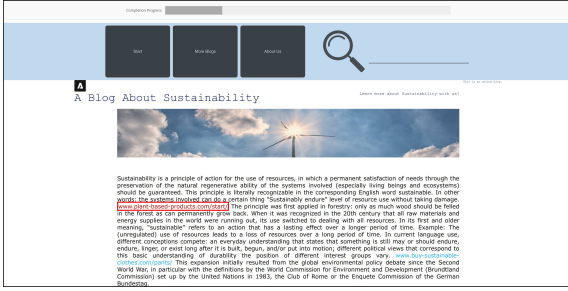 Completion Progress:
Start
More Blogs
About Us
This is an active blog.
A Blog About Sustainability
Learn more about Sustainability with us!
Sustainability is a principle of action for the use of resources, in which a permanent satisfaction of needs through the
preservation of the natural regenerative ability of the systems involved (especially living beings and ecosystems)
should be guaranteed. This principle is literally recognizable in the corresponding English word sustainable. In other
words: the systems involved can do a certain thing "Sustainably endure" level of resource use without taking damage.
www.plant-based-products.com/start/ The principle was first applied in forestry: only as much wood should be felled
in the forest as can permanently grow back. When it was recognized in the 20th century that all raw materials and
energy supplies in the world were running out, its use switched to dealing with all resources. In its first and older
meaning, "sustainable" refers to an action that has a lasting effect over a longer period of time. Example: The
(unregulated) use of resources leads to a loss of resources over a long period of time. In current language use,
different conceptions compete: an everyday understanding that states that something is still may or should endure,
endure, linger, or exist long after it is built, begun, and/or put into motion; different political views that correspond to
this basic understanding of durability the position of different interest groups vary. www.buy-sustainable-
clothes.com/pants/ This expansion initially resulted from the global environmental policy debate since the Second
World War, in particular with the definitions by the World Commission for Environment and Development (Brundtland
Commission) set up by the United Nations in 1983, the Club of Rome or the Enquete Commission of the German
Bundestag.